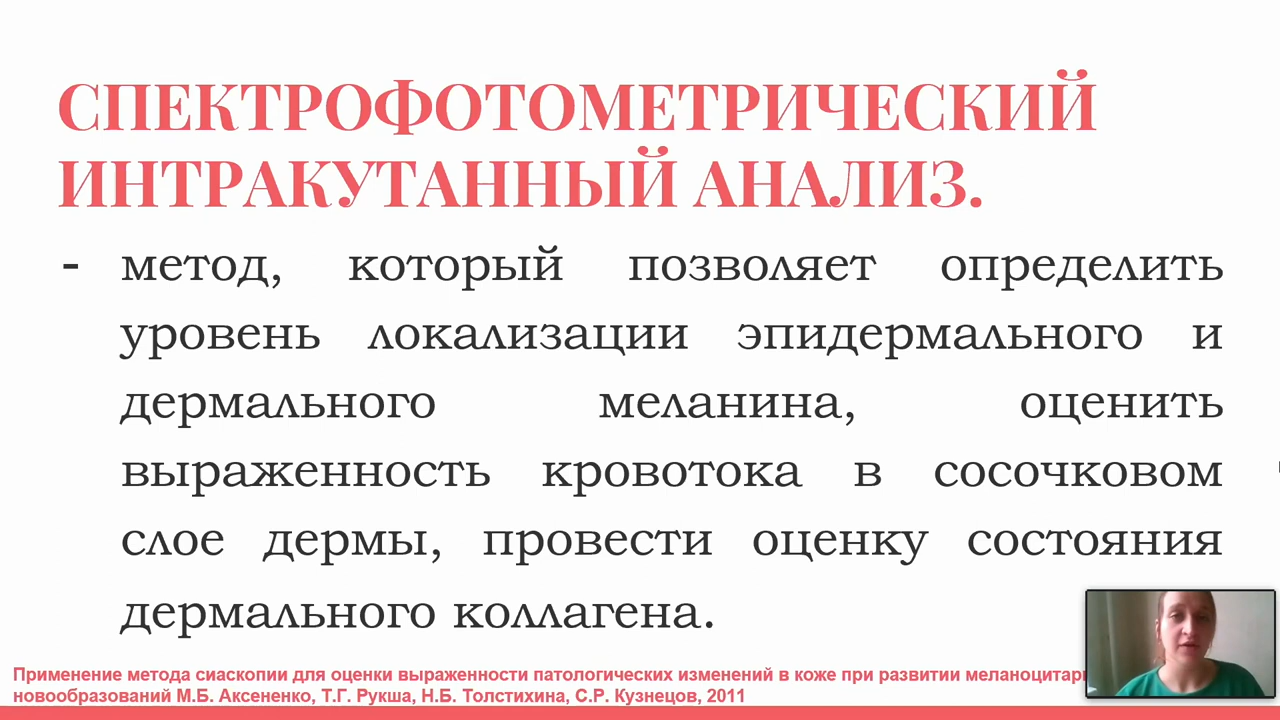 СПЕКТРОФОТОМЕТРИЧЕСКИЙ
ИНТРАКУТАННЫЙ АНАЛИЗ.
- метод, который позволяет определить
уровень локализации эпидермального и
дермального меланина, оценить
выраженность кровотока в сосочковом
слое дермы, провести оценку состояния
дермального коллагена.
Применение метода сиаскопии для оценки выраженности патологических изменений в коже при развитии
новообразований М.Б. Аксененко, Т.Г. Рукша, Н.Б. Толстихина, С.Р. Кузнецов, 2011